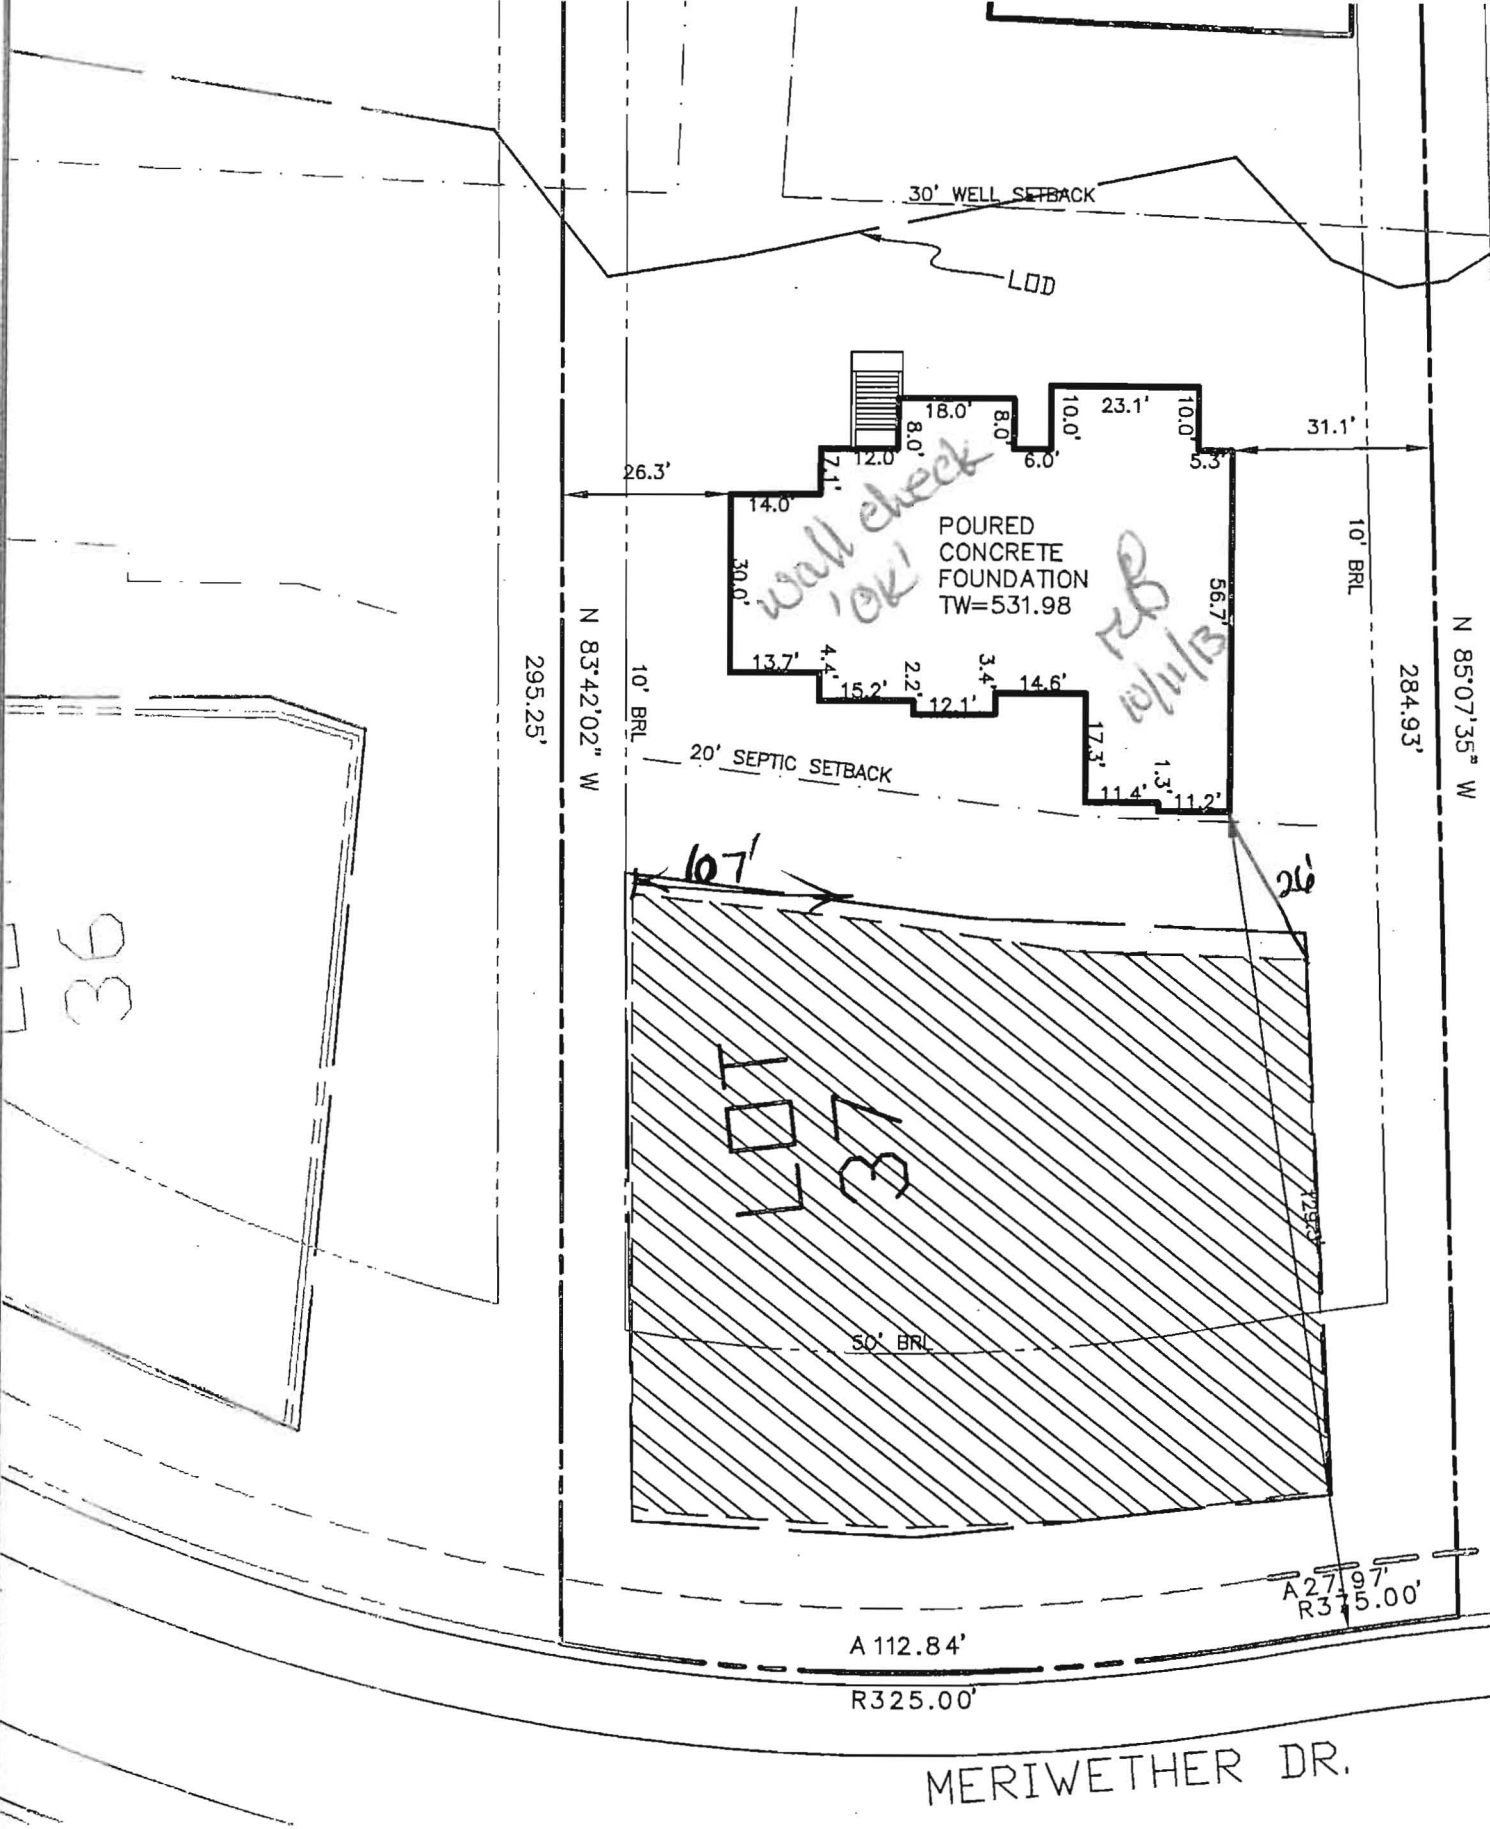 30' WELL SETBACK
LOD
18.0'
8.0'
8.0'
10.0'
23.1'
10.0'
31.1'
26.3'
7.1'
12.0'
6.0'
5.3'
14.0'
wall check
'OK'
POURED
CONCRETE
FOUNDATION
TW=531.98
30.0'
56.7'
10' BRL
10/11/13
N 83°42'02" W
295.25'
10' BRL
N 85°07'35" W
284.93'
13.7'
4.4'
15.2'
2.2'
12.1'
3.4'
14.6'
17.3'
1.3'
11.4'
11.2'
20' SEPTIC SETBACK
107'
26'
36
LOT
37
50' BRL
A 27.97'
R375.00'
A 112.84'
R325.00'
MERIWETHER DR.